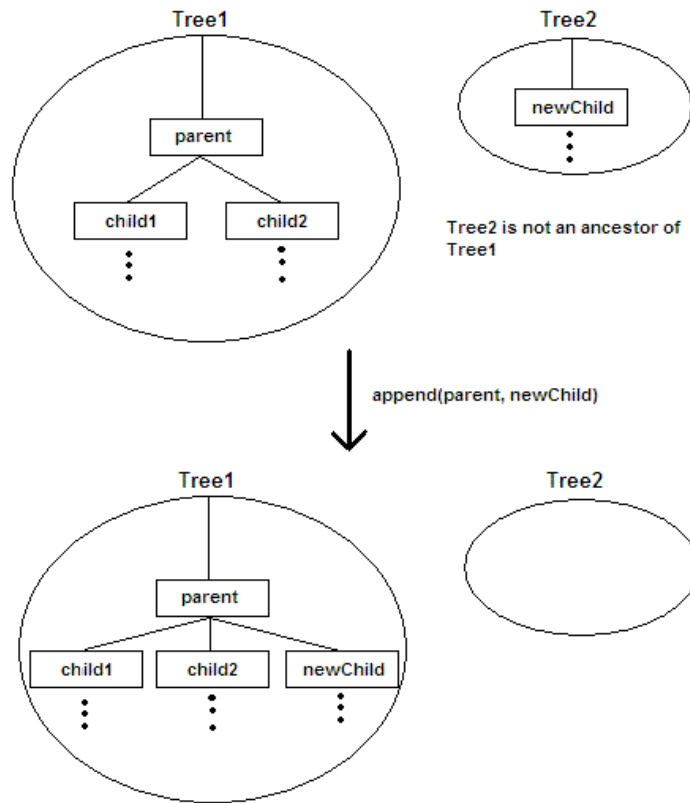 Tree1
Tree2
newChild
parent
child1
child2
Tree2 is not an ancestor of
Tree1
append(parent, newChild)
Tree1
Tree2
parent
child1
child2
newChild